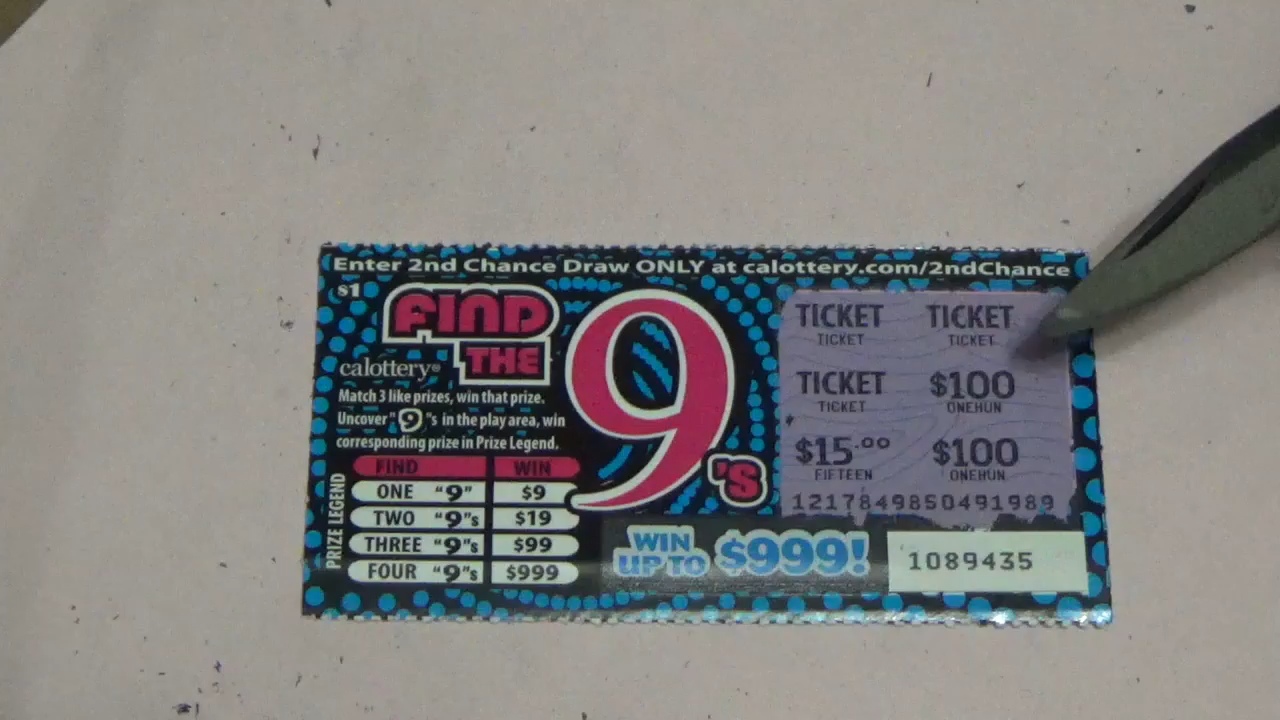 Enter 2nd Chance Draw ONLY at calottery.com/2ndChance
$1
FIND
THE
9
's
calottery®
Match 3 like prizes, win that prize.
Uncover "9"s in the play area, win
corresponding prize in Prize Legend.
PRIZE LEGEND
FIND WIN
ONE "9" $9
TWO "9"s $19
THREE "9"s $99
FOUR "9"s $999
WIN
UP TO $999!
TICKET TICKET
TICKET TICKET
TICKET $100
TICKET ONEHUN
$15.00 $100
FIFTEEN ONEHUN
1217849850491989
1089435